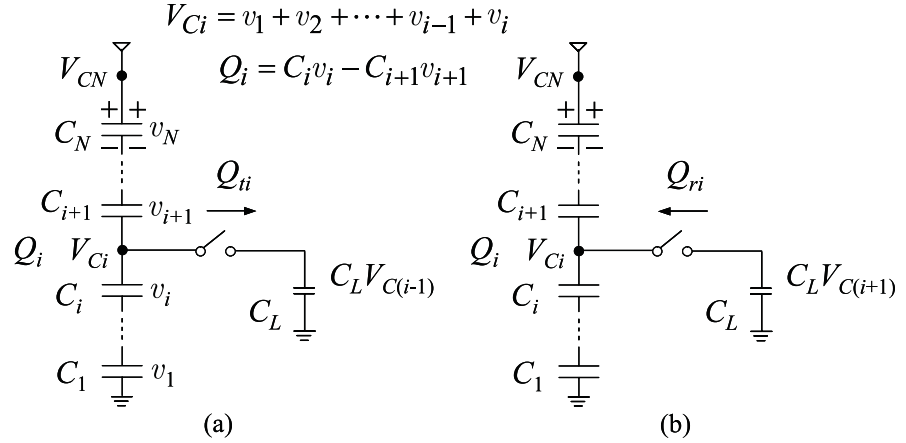 V_{Ci} = v_1 + v_2 + ··· + v_{i−1} + v_i
Q_i = C_i v_i − C_{i+1} v_{i+1}
V_{CN}
+ +
C_N v_N
− −
Q_{ti}
C_{i+1} v_{i+1}
Q_i V_{Ci}
C_i v_i
C_L V_{C(i-1)}
C_L
C_1 v_1
(a)
V_{CN}
+ +
C_N
− −
Q_{ri}
C_{i+1}
Q_i V_{Ci}
C_i
C_L V_{C(i+1)}
C_L
C_1
(b)